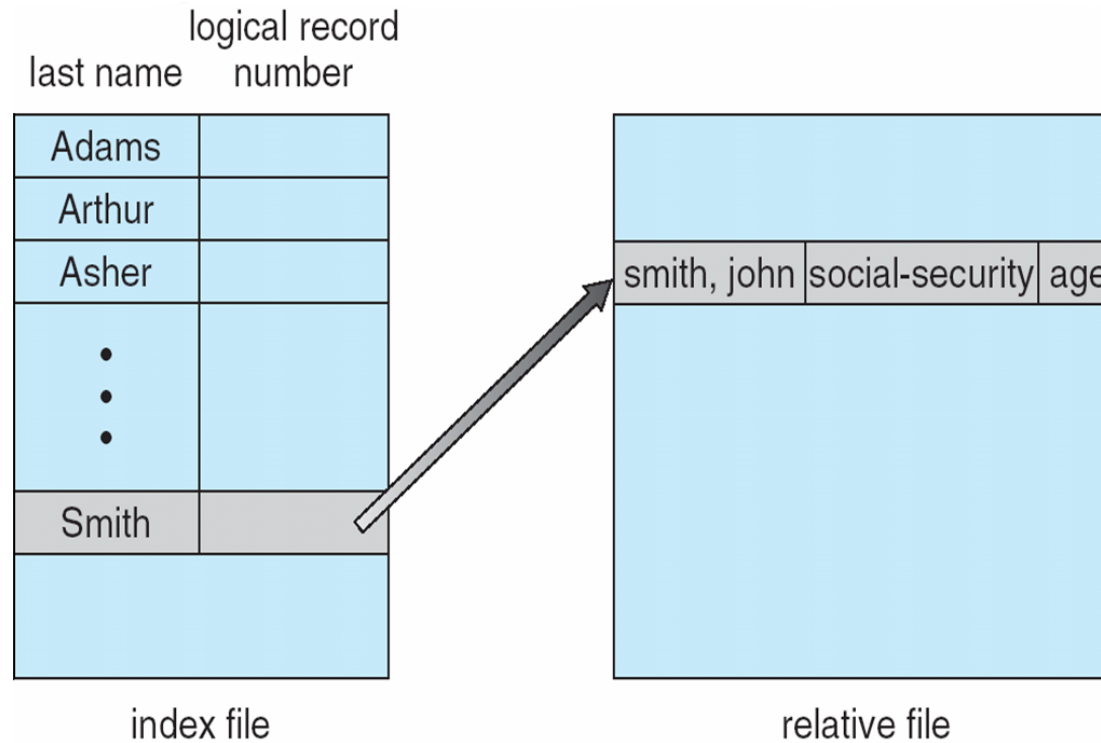 logical record
last name number
Adams
Arthur
Asher
Smith
smith, john social-security age
index file relative file